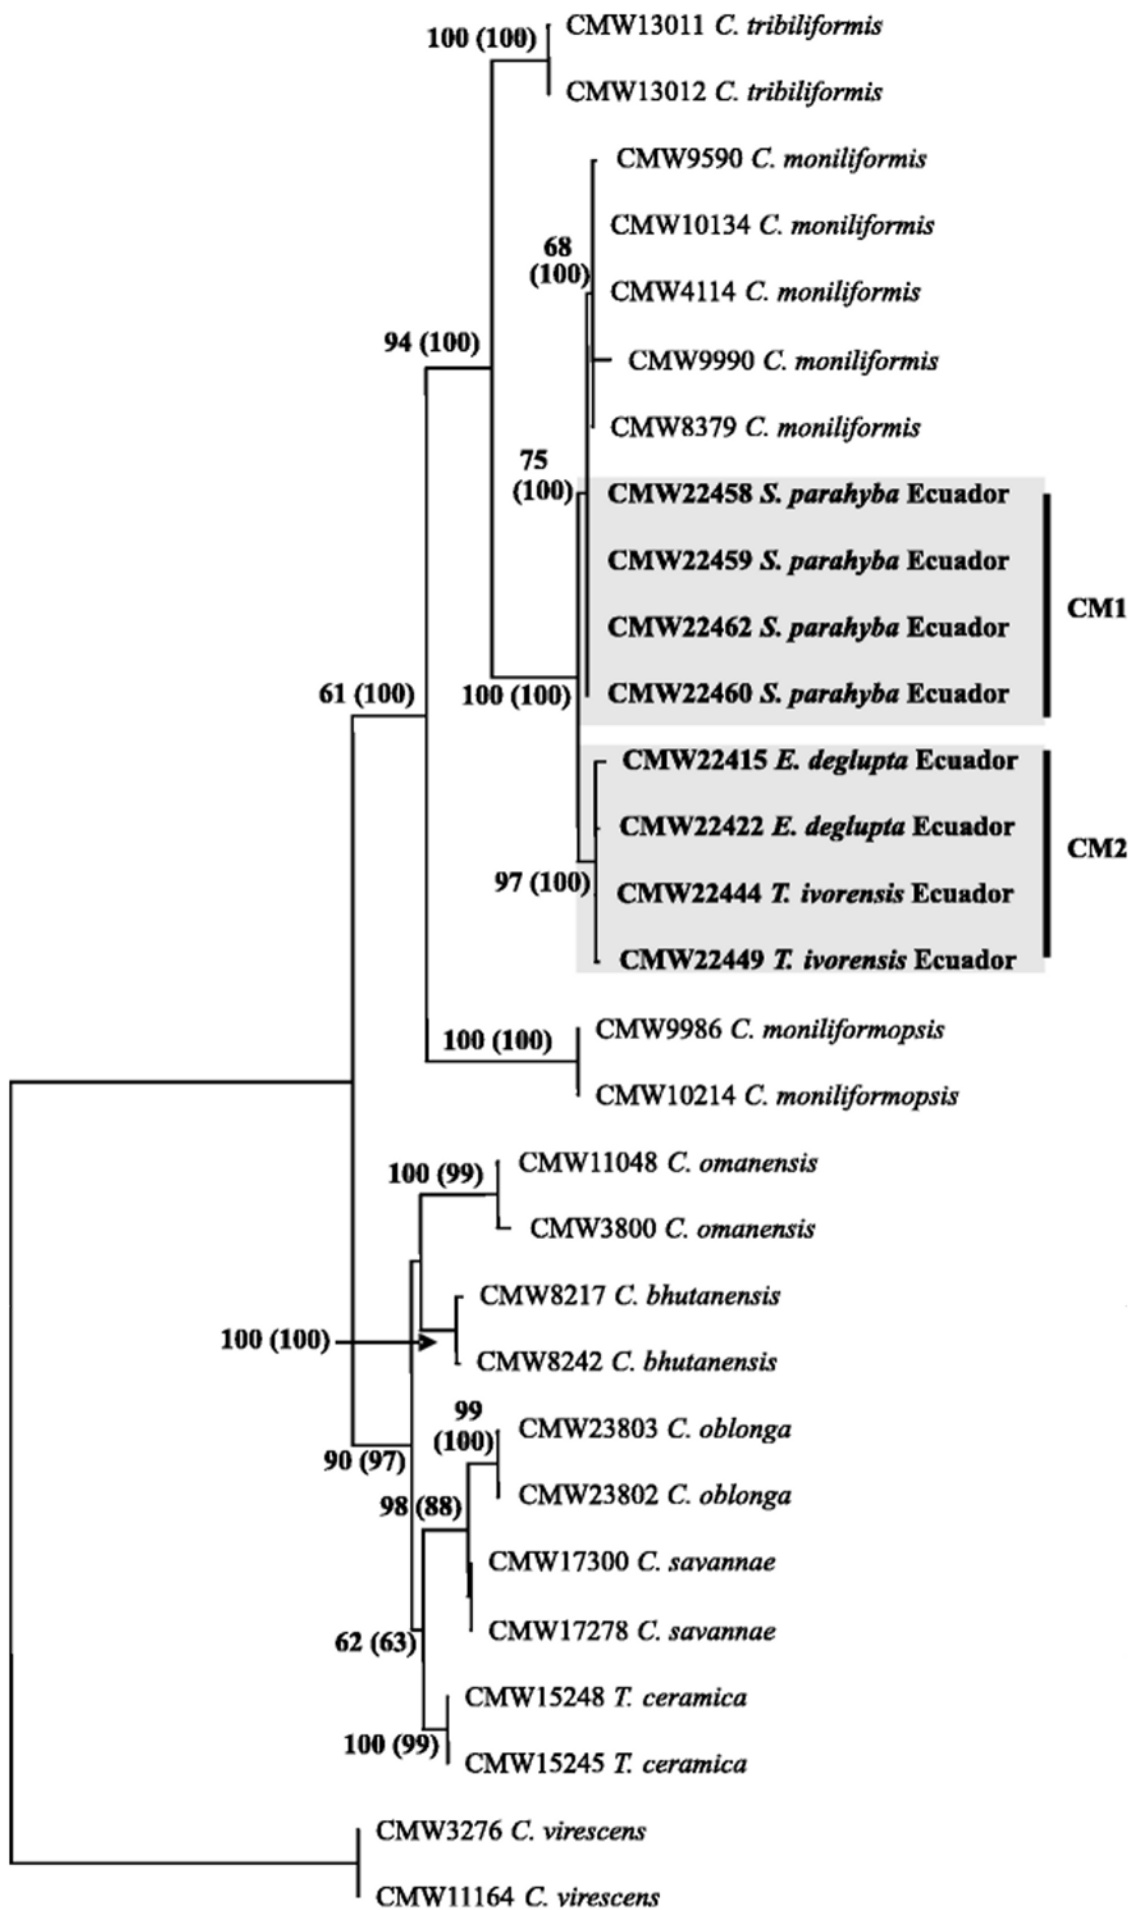 100 (100)
CMW13011 C. tribiliformis
CMW13012 C. tribiliformis
CMW9590 C. moniliformis
CMW10134 C. moniliformis
68
(100)
CMW4114 C. moniliformis
94 (100)
CMW9990 C. moniliformis
CMW8379 C. moniliformis
75
(100)
CMW22458 S. parahyba Ecuador
CMW22459 S. parahyba Ecuador
CM1
CMW22462 S. parahyba Ecuador
61 (100)
100 (100)
CMW22460 S. parahyba Ecuador
CMW22415 E. deglupta Ecuador
CMW22422 E. deglupta Ecuador
CM2
97 (100)
CMW22444 T. ivorensis Ecuador
CMW22449 T. ivorensis Ecuador
100 (100)
CMW9986 C. moniliformopsis
CMW10214 C. moniliformopsis
100 (99)
CMW11048 C. omanensis
CMW3800 C. omanensis
CMW8217 C. bhutanensis
100 (100)
CMW8242 C. bhutanensis
99
(100)
CMW23803 C. oblonga
90 (97)
CMW23802 C. oblonga
98 (88)
CMW17300 C. savannae
CMW17278 C. savannae
62 (63)
CMW15248 T. ceramica
100 (99)
CMW15245 T. ceramica
CMW3276 C. virescens
CMW11164 C. virescens